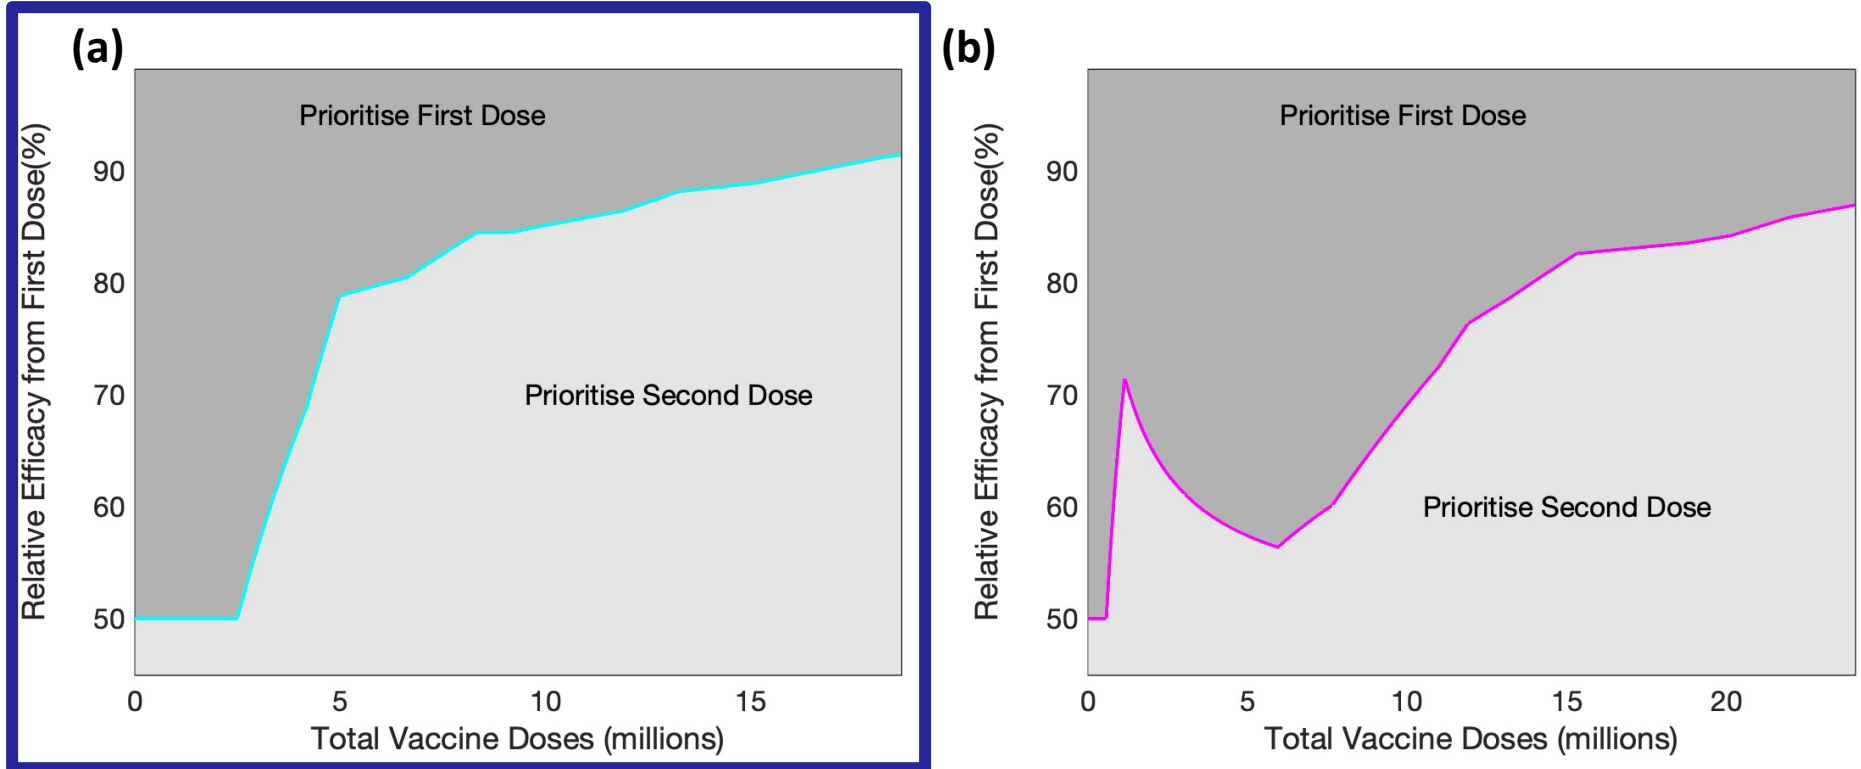 (a)
Prioritise First Dose
Prioritise Second Dose
Relative Efficacy from First Dose(%)
90
80
70
60
50
0 5 10 15
Total Vaccine Doses (millions)
(b)
Prioritise First Dose
Prioritise Second Dose
Relative Efficacy from First Dose(%)
90
80
70
60
50
0 5 10 15 20
Total Vaccine Doses (millions)